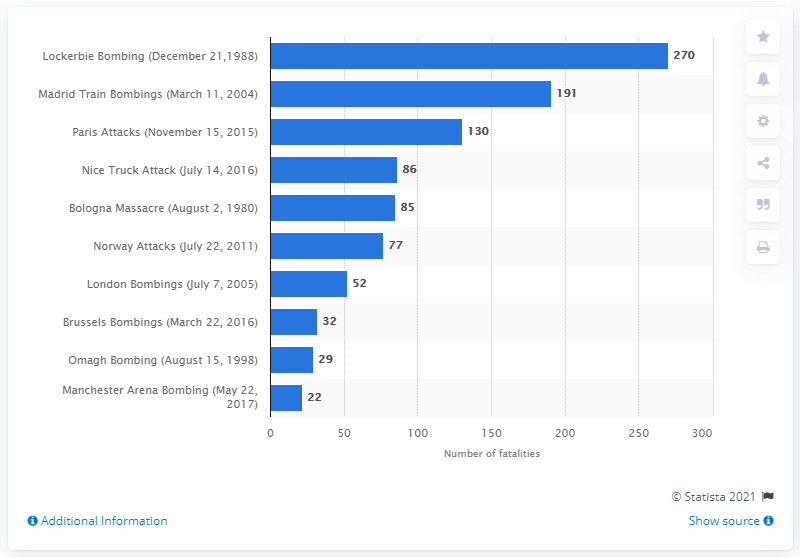 Lockerbie Bombing (December 21,1988)
270
Madrid Train Bombings (March 11, 2004)
191
Paris Attacks (November 15, 2015)
130
Nice Truck Attack (July 14, 2016)
86
Bologna Massacre (August 2, 1980)
85
Norway Attacks (July 22, 2011)
77
London Bombings (July 7, 2005)
52
Brussels Bombings (March 22, 2016)
32
Omagh Bombing (August 15, 1998)
29
Manchester Arena Bombing (May 22,
2017)
22
0 50 100 150 200 250 300
Number of fatalities
© Statista 2021
Additional Information
Show source